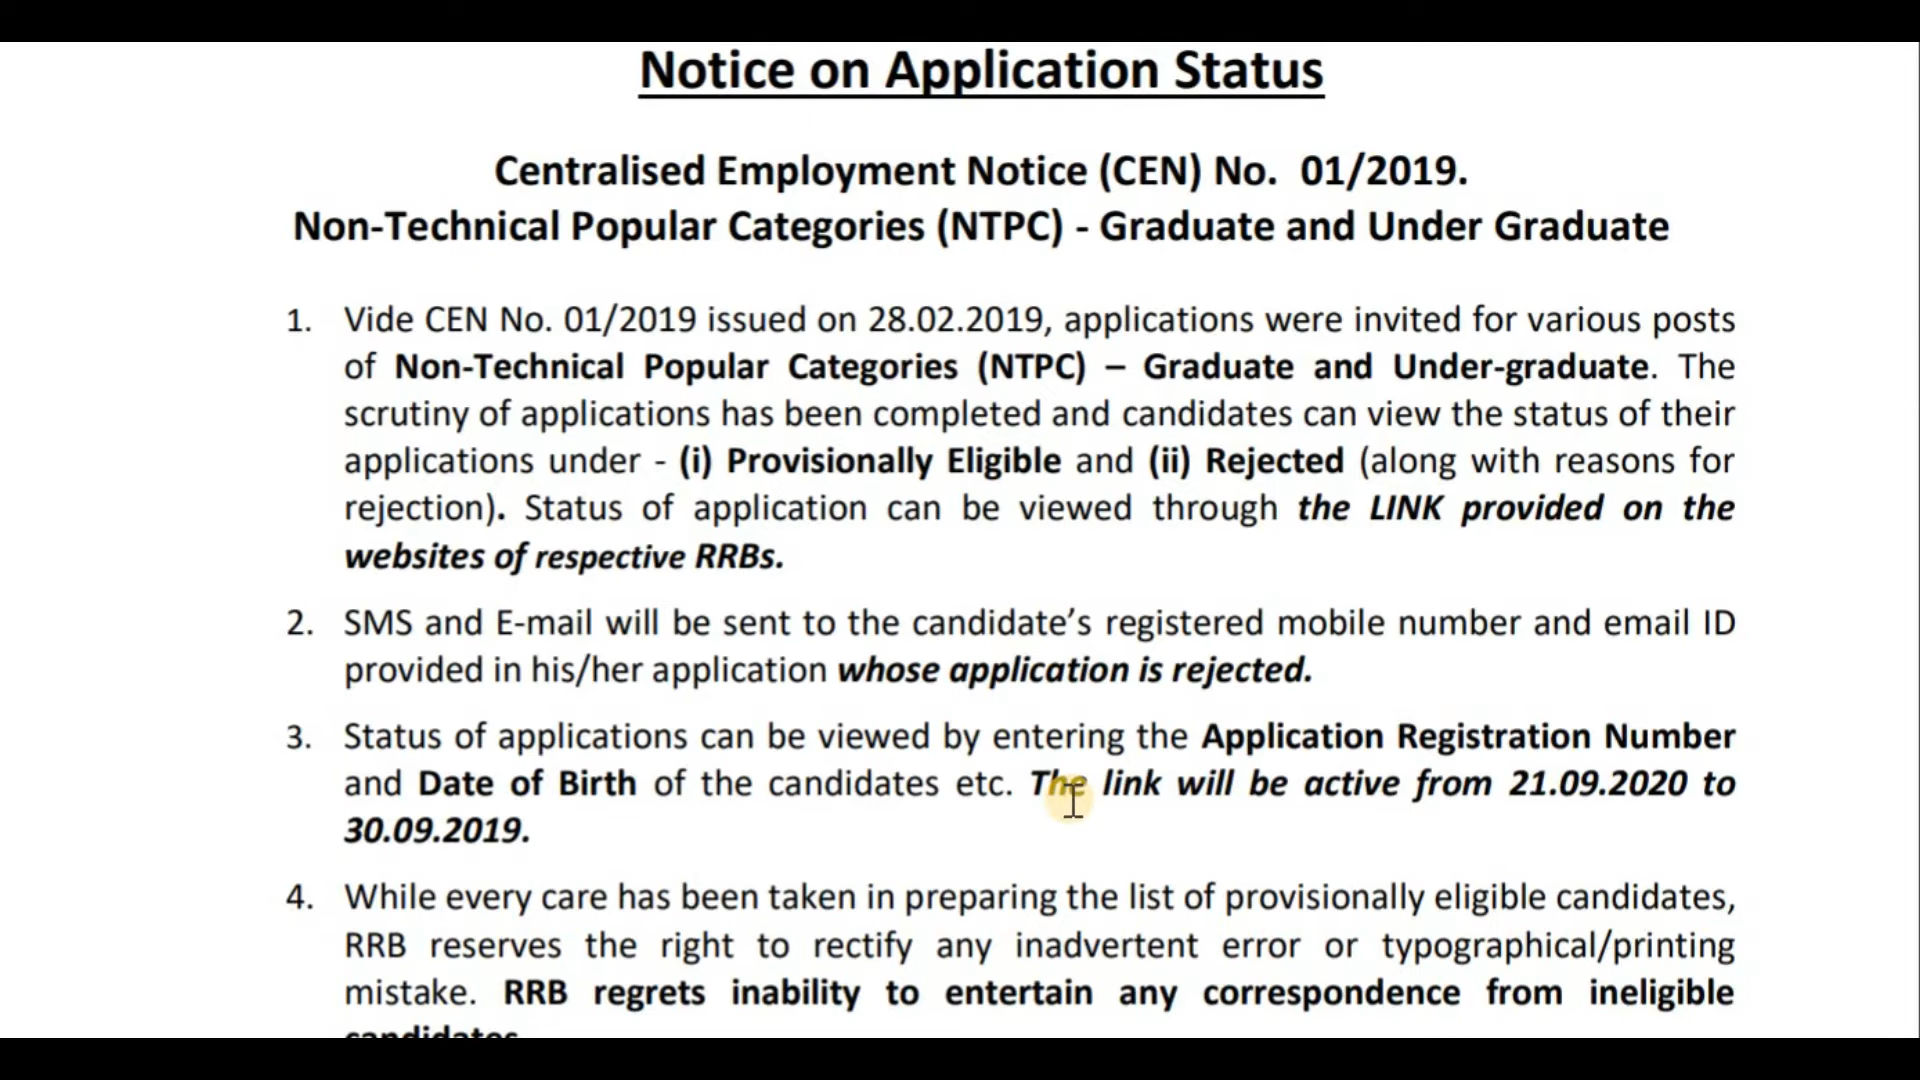 Notice on Application Status
Centralised Employment Notice (CEN) No. 01/2019.
Non-Technical Popular Categories (NTPC) - Graduate and Under Graduate
1. Vide CEN No. 01/2019 issued on 28.02.2019, applications were invited for various posts
of Non-Technical Popular Categories (NTPC) – Graduate and Under-graduate. The
scrutiny of applications has been completed and candidates can view the status of their
applications under - (i) Provisionally Eligible and (ii) Rejected (along with reasons for
rejection). Status of application can be viewed through the LINK provided on the
websites of respective RRBs.
2. SMS and E-mail will be sent to the candidate’s registered mobile number and email ID
provided in his/her application whose application is rejected.
3. Status of applications can be viewed by entering the Application Registration Number
and Date of Birth of the candidates etc. The link will be active from 21.09.2020 to
30.09.2019.
4. While every care has been taken in preparing the list of provisionally eligible candidates,
RRB reserves the right to rectify any inadvertent error or typographical/printing
mistake. RRB regrets inability to entertain any correspondence from ineligible
candidates.